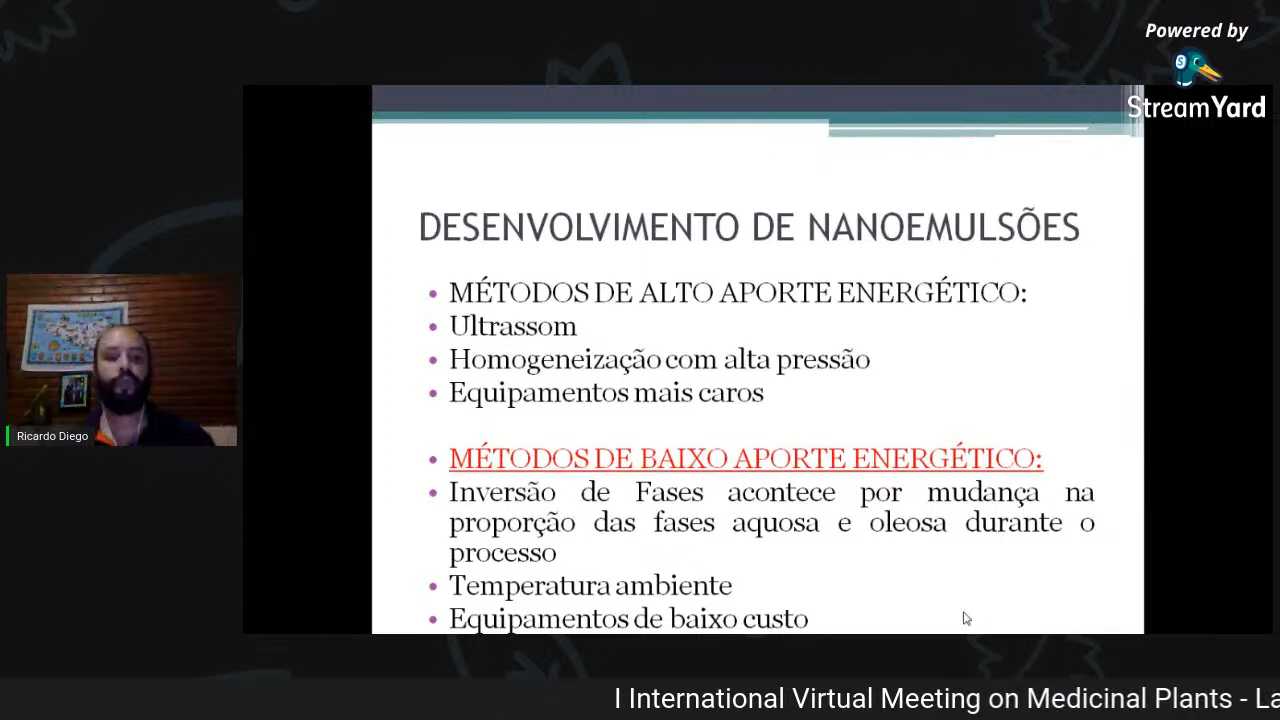 Powered by
StreamYard
DESENVOLVIMENTO DE NANOEMULSÕES
• MÉTODOS DE ALTO APORTE ENERGÉTICO:
• Ultrassom
• Homogeneização com alta pressão
• Equipamentos mais caros
• MÉTODOS DE BAIXO APORTE ENERGÉTICO:
• Inversão de Fases acontece por mudança na
proporção das fases aquosa e oleosa durante o
processo
• Temperatura ambiente
• Equipamentos de baixo custo
Ricardo Diego
I International Virtual Meeting on Medicinal Plants - La